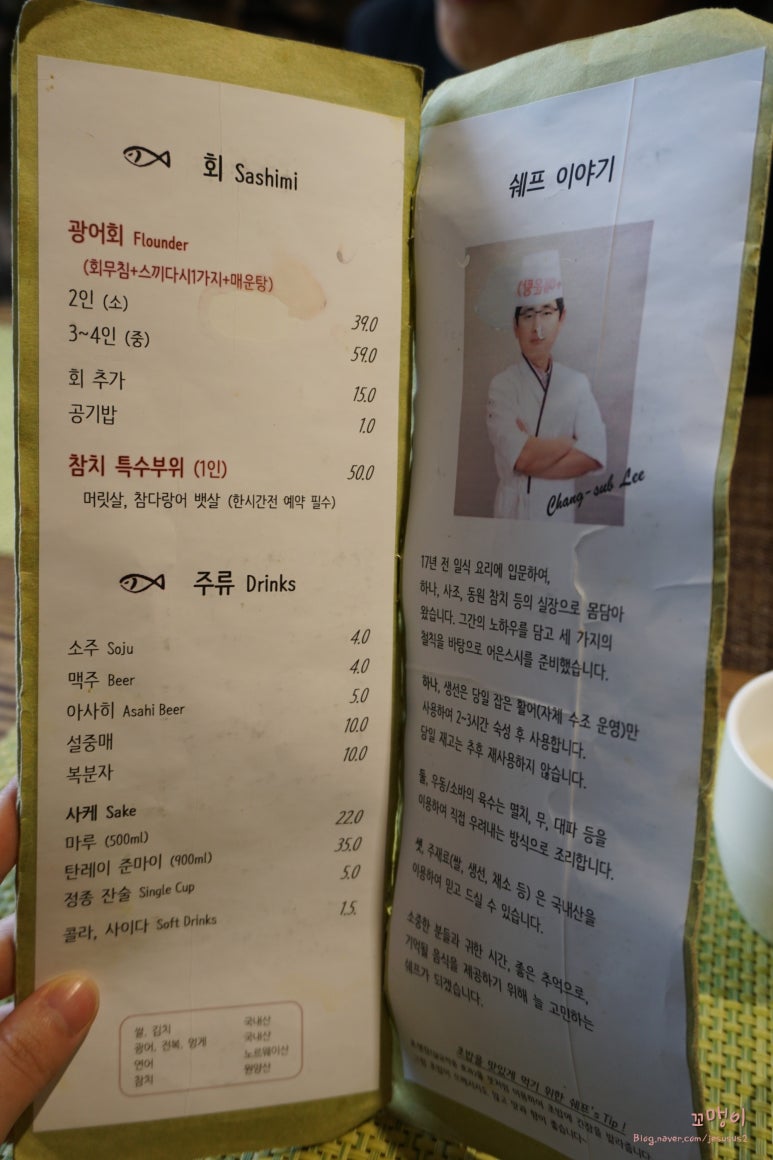 회 Sashimi
광어회 Flounder
(회무침+스끼다시1가지+매운탕)
2인 (소) 39.0
3~4인 (중) 59.0
회 추가 15.0
공기밥 1.0
참치 특수부위 (1인) 50.0
머릿살, 참다랑어 뱃살 (한시간전 예약 필수)
주류 Drinks
소주 Soju 4.0
맥주 Beer 4.0
아사히 Asahi Beer 5.0
설중매 10.0
복분자 10.0
사케 Sake
마루 (500ml) 22.0
탄레이 준마이 (900ml) 35.0
정종 잔술 Single Cup 5.0
콜라, 사이다 Soft Drinks 1.5.
쌀, 김치 국내산
광어, 전복, 멍게 국내산
연어 노르웨이산
참치 원양산
쉐프 이야기
Chang-sub Lee
17년 전 일식 요리에 입문하여,
하나, 사조, 동원 참치 등의 실장으로 몸담아
왔습니다. 그간의 노하우를 담고 세 가지의
철칙을 바탕으로 어은스시를 준비했습니다.
하나, 생선은 당일 잡은 활어(자체 수조 운영)만
사용하여 2~3시간 숙성 후 사용합니다.
당일 재고는 추후 재사용하지 않습니다.
둘, 우동/소바의 육수는 멸치, 무, 대파 등을
이용하여 직접 우려내는 방식으로 조리합니다.
셋, 주재료(쌀, 생선, 채소 등) 은 국내산을
이용하여 믿고 드실 수 있습니다.
소중한 분들과 귀한 시간, 좋은 추억으로,
기억될 음식을 제공하기 위해 늘 고민하는
쉐프가 되겠습니다.
초밥을 맛있게 먹기 위한 쉐프's Tip !
꼬맹이
Blog.naver.com/jesusus2